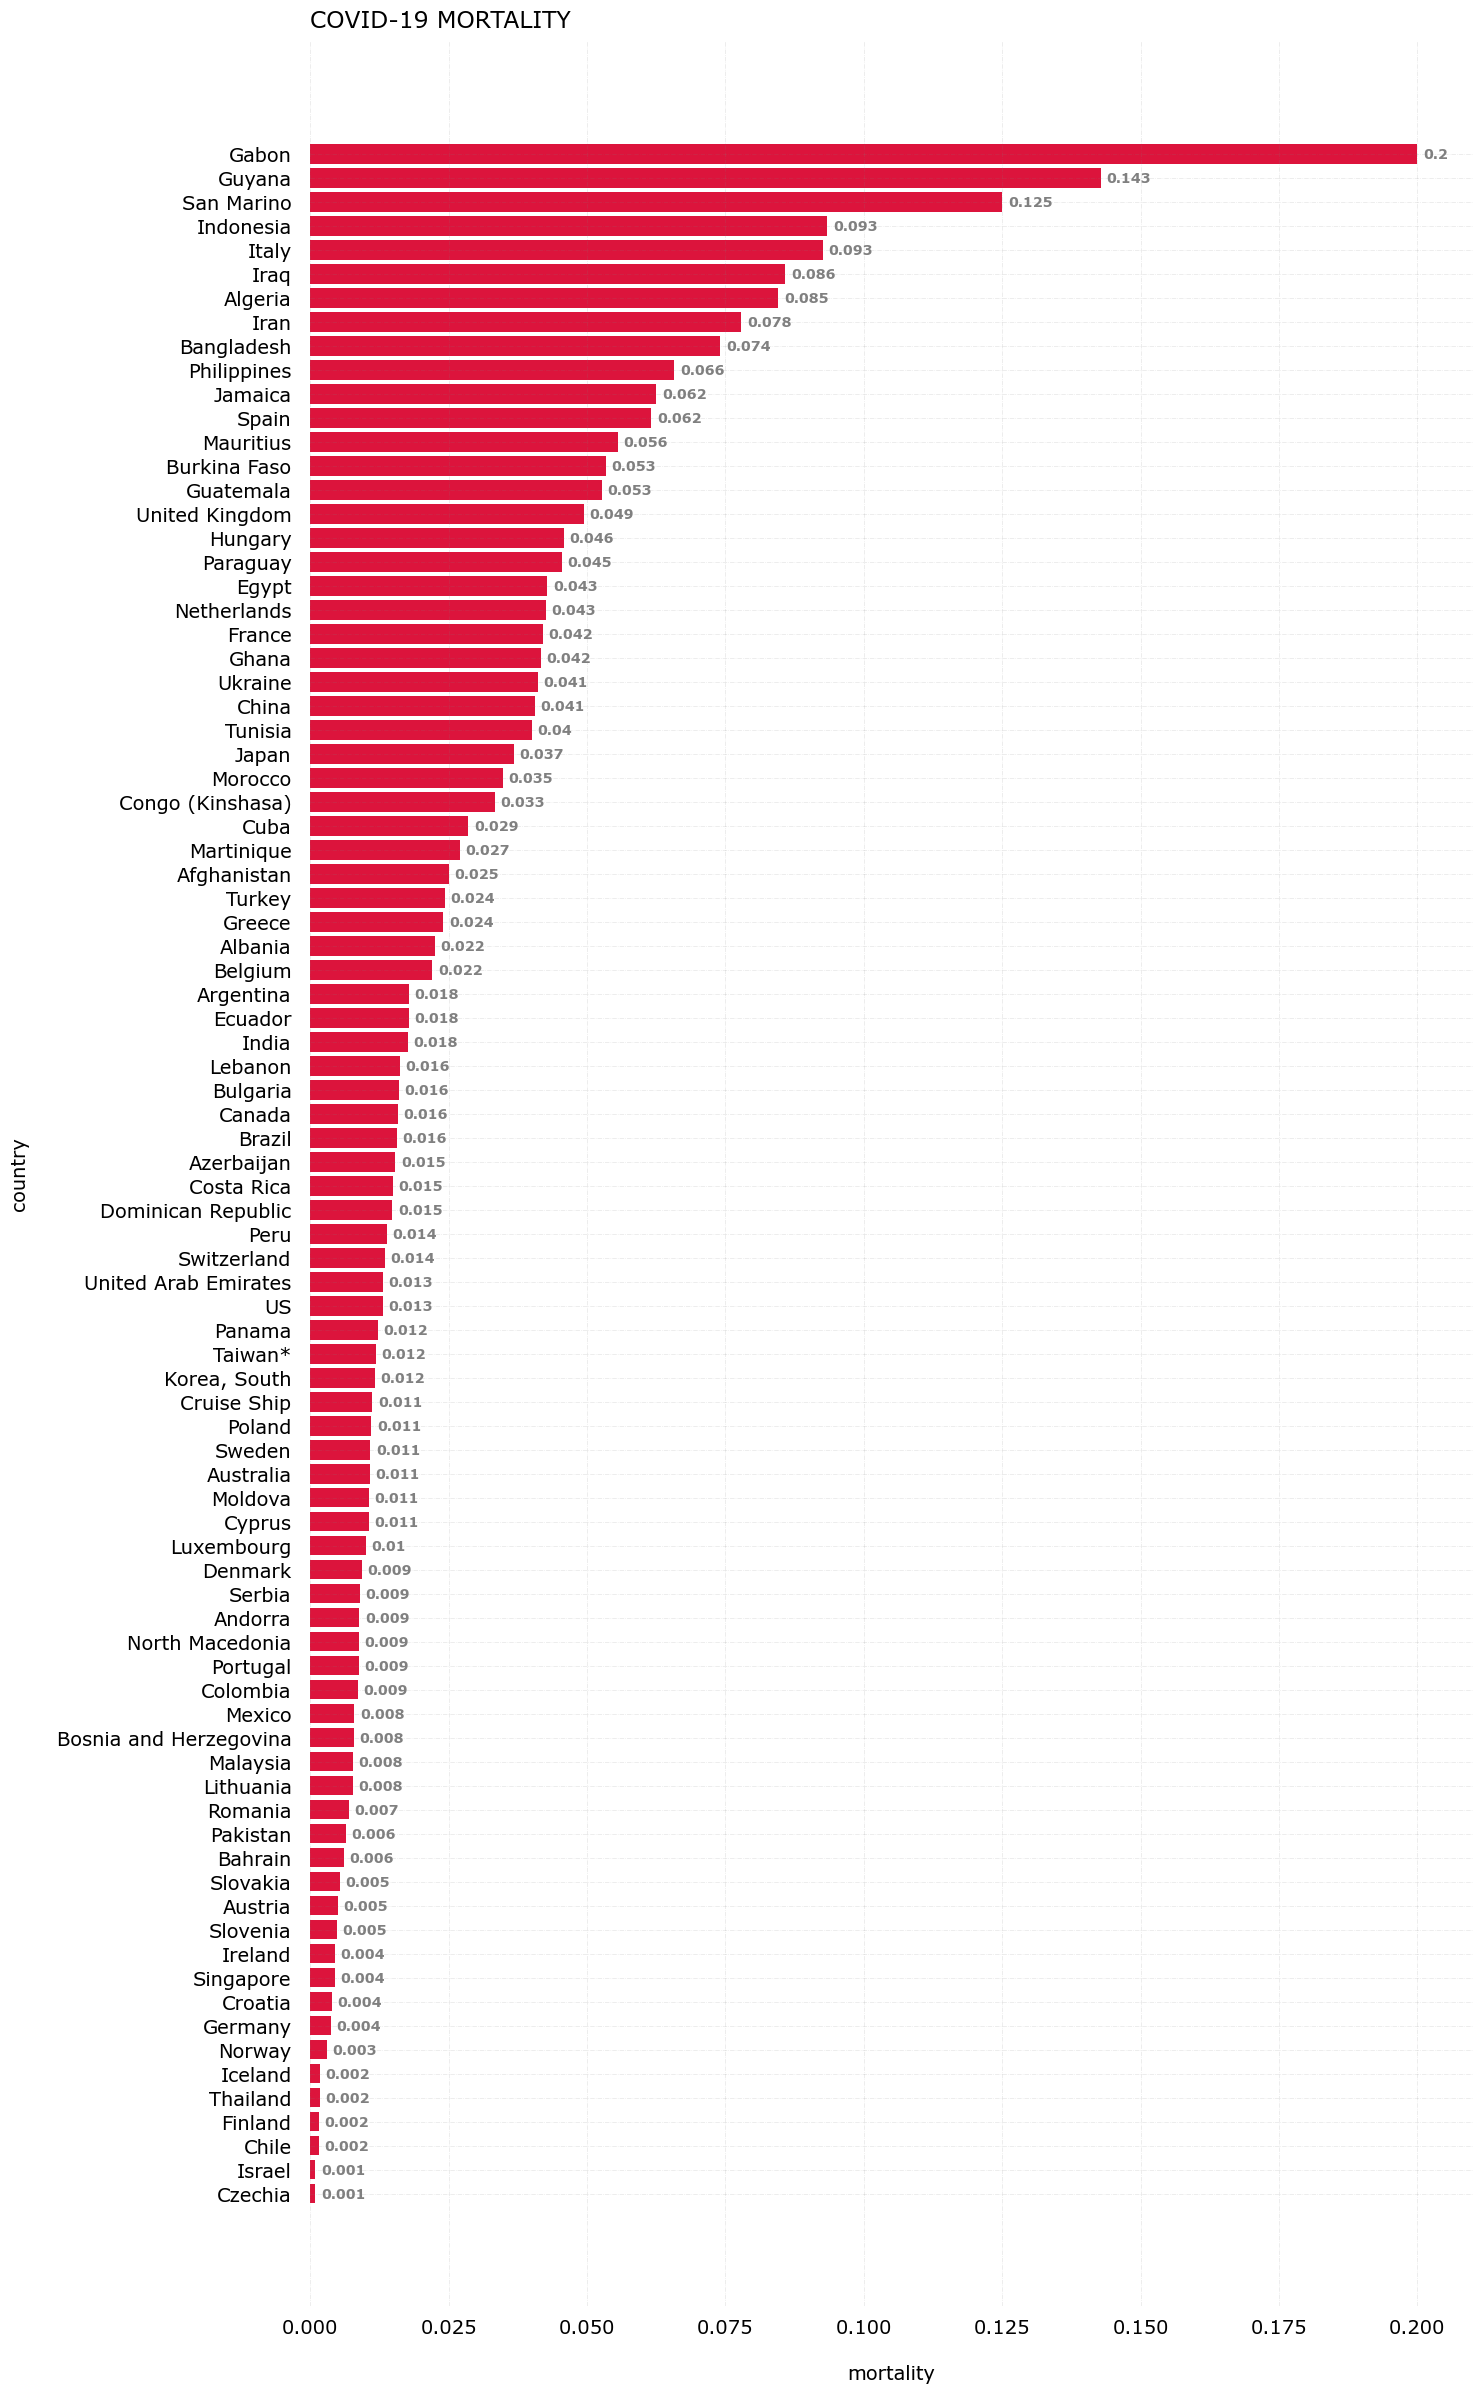 COVID-19 MORTALITY
Gabon 0.2
Guyana 0.143
San Marino 0.125
Indonesia 0.093
Italy 0.093
Iraq 0.086
Algeria 0.085
Iran 0.078
Bangladesh 0.074
Philippines 0.066
Jamaica 0.062
Spain 0.062
Mauritius 0.056
Burkina Faso 0.053
Guatemala 0.053
United Kingdom 0.049
Hungary 0.046
Paraguay 0.045
Egypt 0.043
Netherlands 0.043
France 0.042
Ghana 0.042
Ukraine 0.041
China 0.041
Tunisia 0.04
Japan 0.037
Morocco 0.035
Congo (Kinshasa) 0.033
Cuba 0.029
Martinique 0.027
Afghanistan 0.025
Turkey 0.024
Greece 0.024
Albania 0.022
Belgium 0.022
Argentina 0.018
Ecuador 0.018
India 0.018
Lebanon 0.016
Bulgaria 0.016
Canada 0.016
Brazil 0.016
Azerbaijan 0.015
Costa Rica 0.015
Dominican Republic 0.015
Peru 0.014
Switzerland 0.014
United Arab Emirates 0.013
US 0.013
Panama 0.012
Taiwan* 0.012
Korea, South 0.012
Cruise Ship 0.011
Poland 0.011
Sweden 0.011
Australia 0.011
Moldova 0.011
Cyprus 0.011
Luxembourg 0.01
Denmark 0.009
Serbia 0.009
Andorra 0.009
North Macedonia 0.009
Portugal 0.009
Colombia 0.009
Mexico 0.008
Bosnia and Herzegovina 0.008
Malaysia 0.008
Lithuania 0.008
Romania 0.007
Pakistan 0.006
Bahrain 0.006
Slovakia 0.005
Austria 0.005
Slovenia 0.005
Ireland 0.004
Singapore 0.004
Croatia 0.004
Germany 0.004
Norway 0.003
Iceland 0.002
Thailand 0.002
Finland 0.002
Chile 0.002
Israel 0.001
Czechia 0.001
country
0.000 0.025 0.050 0.075 0.100 0.125 0.150 0.175 0.200
mortality